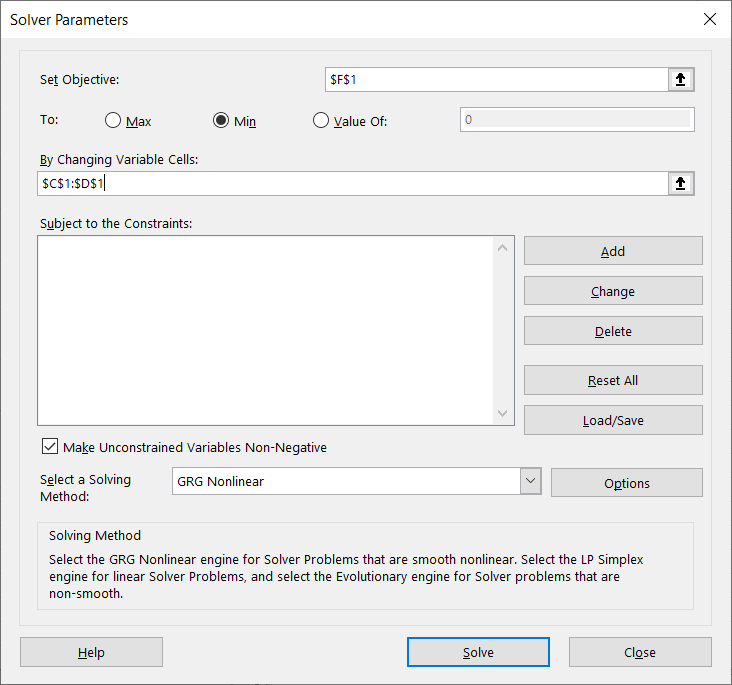 Solver Parameters
Set Objective:
$F$1
To:
Max
Min
Value Of:
0
By Changing Variable Cells:
$C$1:$D$1
Subject to the Constraints:
Add
Change
Delete
Reset All
Load/Save
Make Unconstrained Variables Non-Negative
Select a Solving
Method:
GRG Nonlinear
Options
Solving Method
Select the GRG Nonlinear engine for Solver Problems that are smooth nonlinear. Select the LP Simplex
engine for linear Solver Problems, and select the Evolutionary engine for Solver problems that are
non-smooth.
Help
Solve
Close